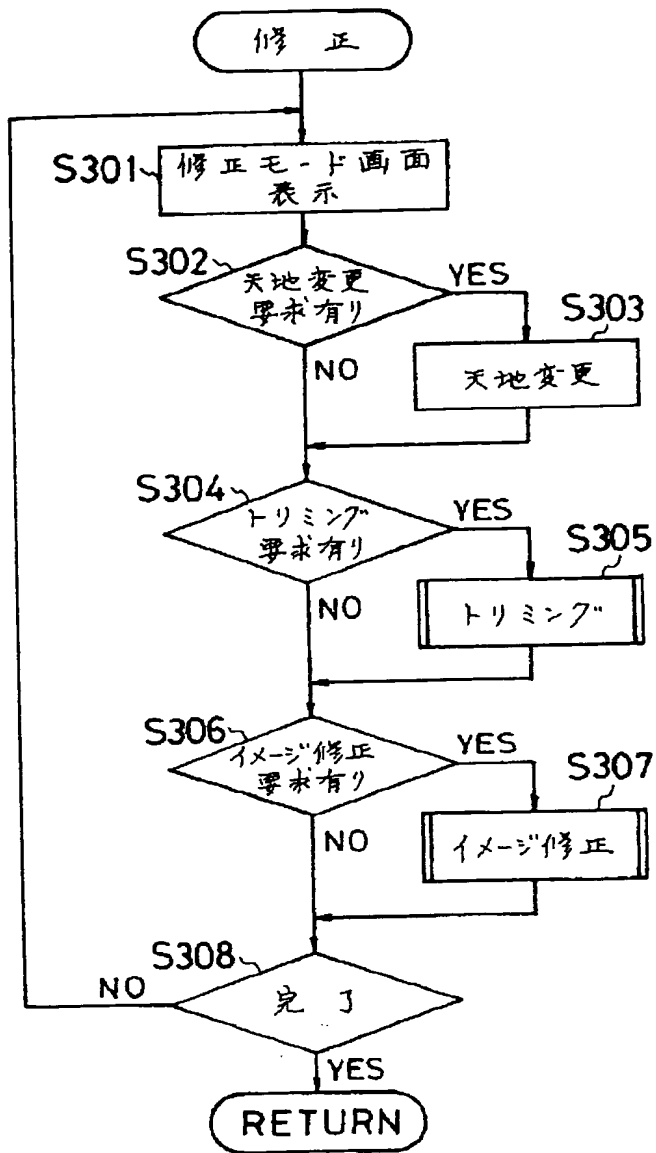 修正
S301
修正モード画面
表示
S302
天地変更
要求有り
YES
NO
S303
天地変更
S304
トリミング
要求有り
YES
NO
S305
トリミング
S306
イメージ修正
要求有り
YES
NO
S307
イメージ修正
S308
完了
NO
YES
RETURN